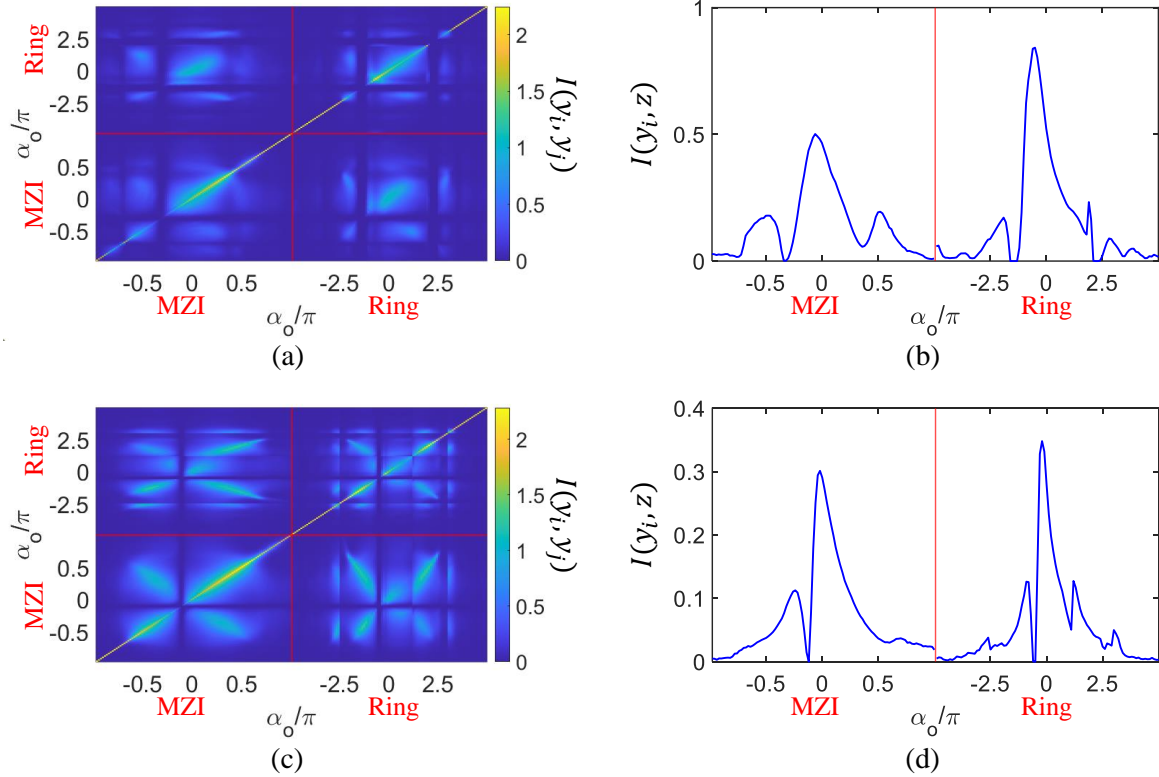 2.5
0
-2.5
0.5
0
-0.5
Ring
α_o/π
MZI
-0.5 0 0.5 -2.5 0 2.5
MZI Ring
α_o/π
2
1.5
1
0.5
0
I(y_i, y_j)
(a)
1
0.5
0
I(y_i, z)
-0.5 0 0.5 -2.5 0 2.5
MZI Ring
α_o/π
(b)
2.5
0
-2.5
0.5
0
-0.5
Ring
α_o/π
MZI
-0.5 0 0.5 -2.5 0 2.5
MZI Ring
α_o/π
2
1.5
1
0.5
0
I(y_i, y_j)
(c)
0.4
0.3
0.2
0.1
0
I(y_i, z)
-0.5 0 0.5 -2.5 0 2.5
MZI Ring
α_o/π
(d)